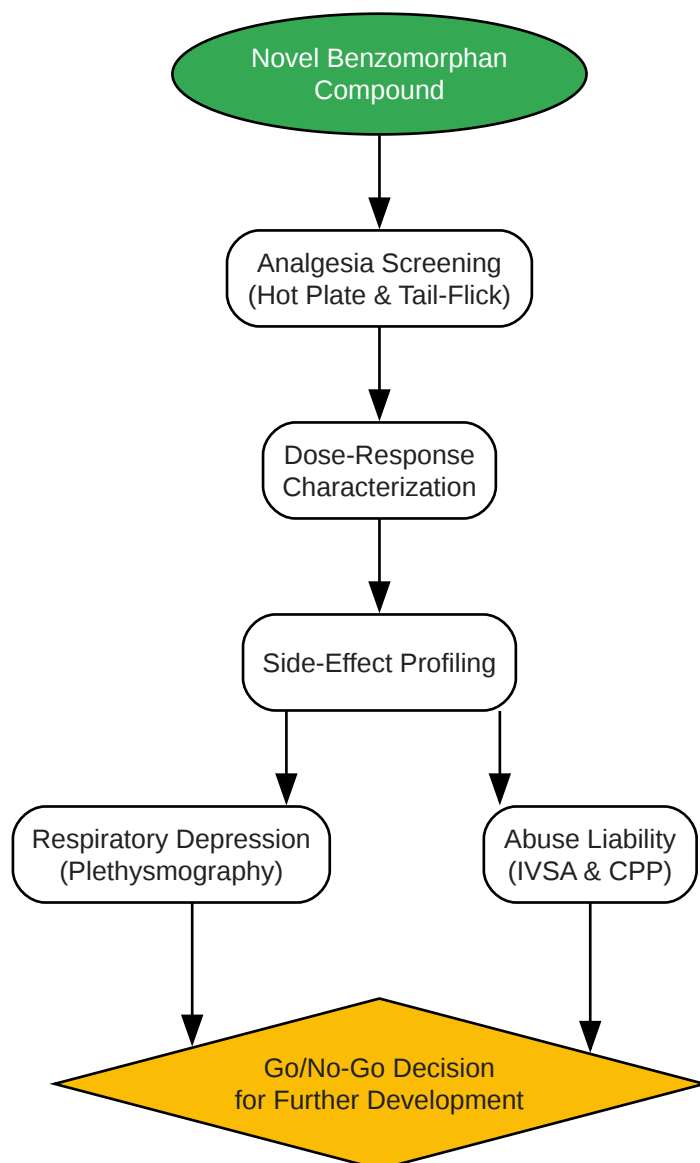 Novel Benzomorphan
Compound
Analgesia Screening
(Hot Plate & Tail-Flick)
Dose-Response
Characterization
Side-Effect Profiling
Respiratory Depression
(Plethysmography)
Abuse Liability
(IVSA & CPP)
Go/No-Go Decision
for Further Development